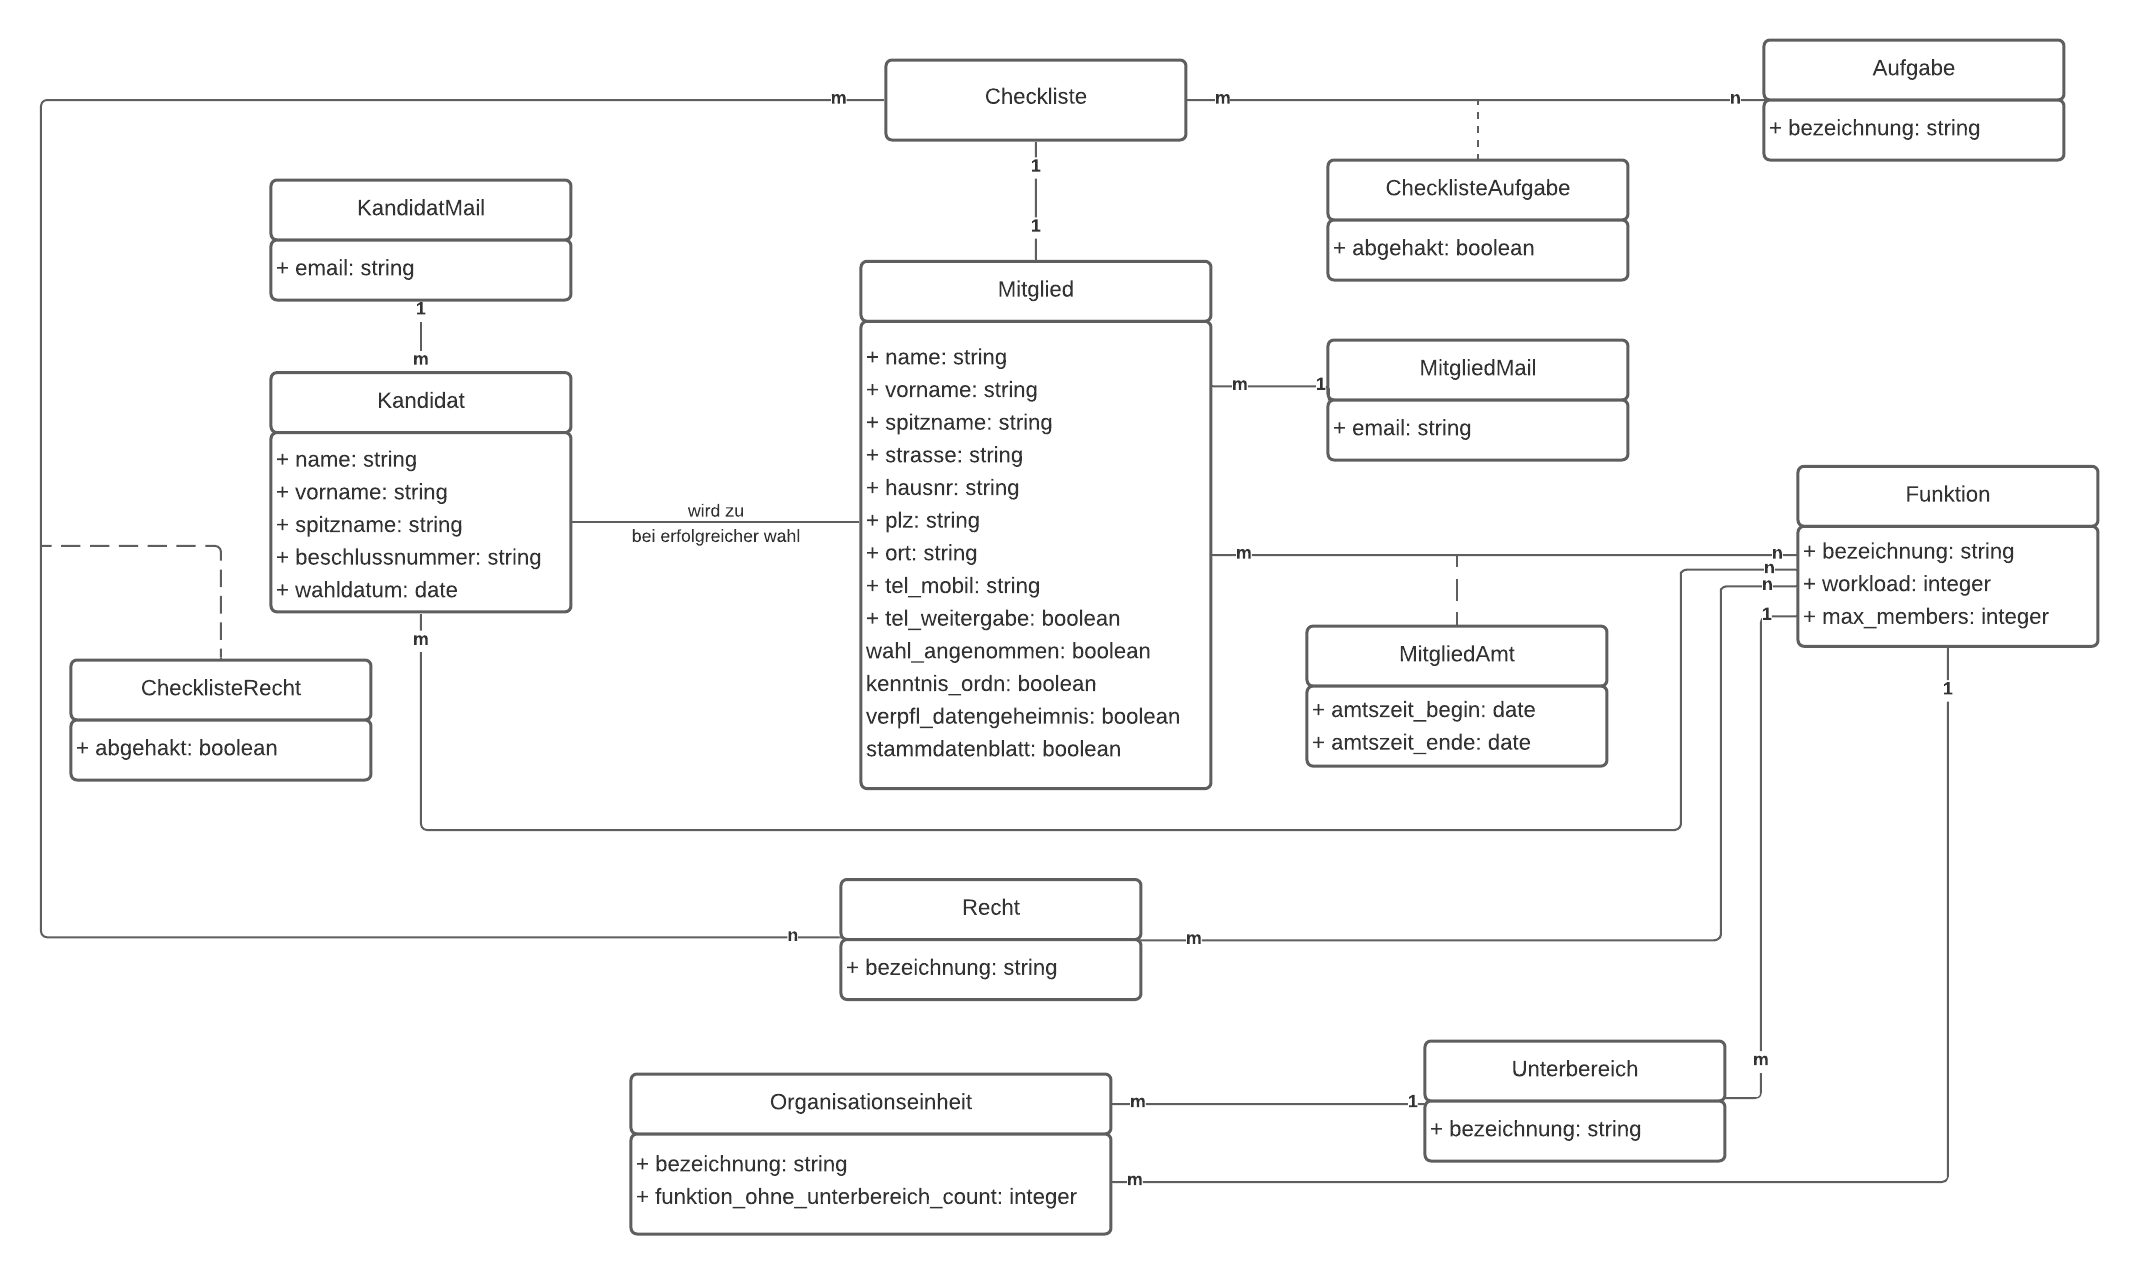 Checkliste
m
m
n
Aufgabe
+ bezeichnung: string
1
1
KandidatMail
+ email: string
1
m
ChecklisteAufgabe
+ abgehakt: boolean
Mitglied
+ name: string
+ vorname: string
+ spitzname: string
+ strasse: string
+ hausnr: string
+ plz: string
+ ort: string
+ tel_mobil: string
+ tel_weitergabe: boolean
wahl_angenommen: boolean
kenntnis_ordn: boolean
verpfl_datengeheimnis: boolean
stammdatenblatt: boolean
m
1
MitgliedMail
+ email: string
Kandidat
+ name: string
+ vorname: string
+ spitzname: string
+ beschlussnummer: string
+ wahldatum: date
m
wird zu
bei erfolgreicher wahl
m
n
n
n
1
Funktion
+ bezeichnung: string
+ workload: integer
+ max_members: integer
1
MitgliedAmt
+ amtszeit_begin: date
+ amtszeit_ende: date
ChecklisteRecht
+ abgehakt: boolean
n
Recht
+ bezeichnung: string
m
m
Unterbereich
+ bezeichnung: string
Organisationseinheit
+ bezeichnung: string
+ funktion_ohne_unterbereich_count: integer
m
1
m